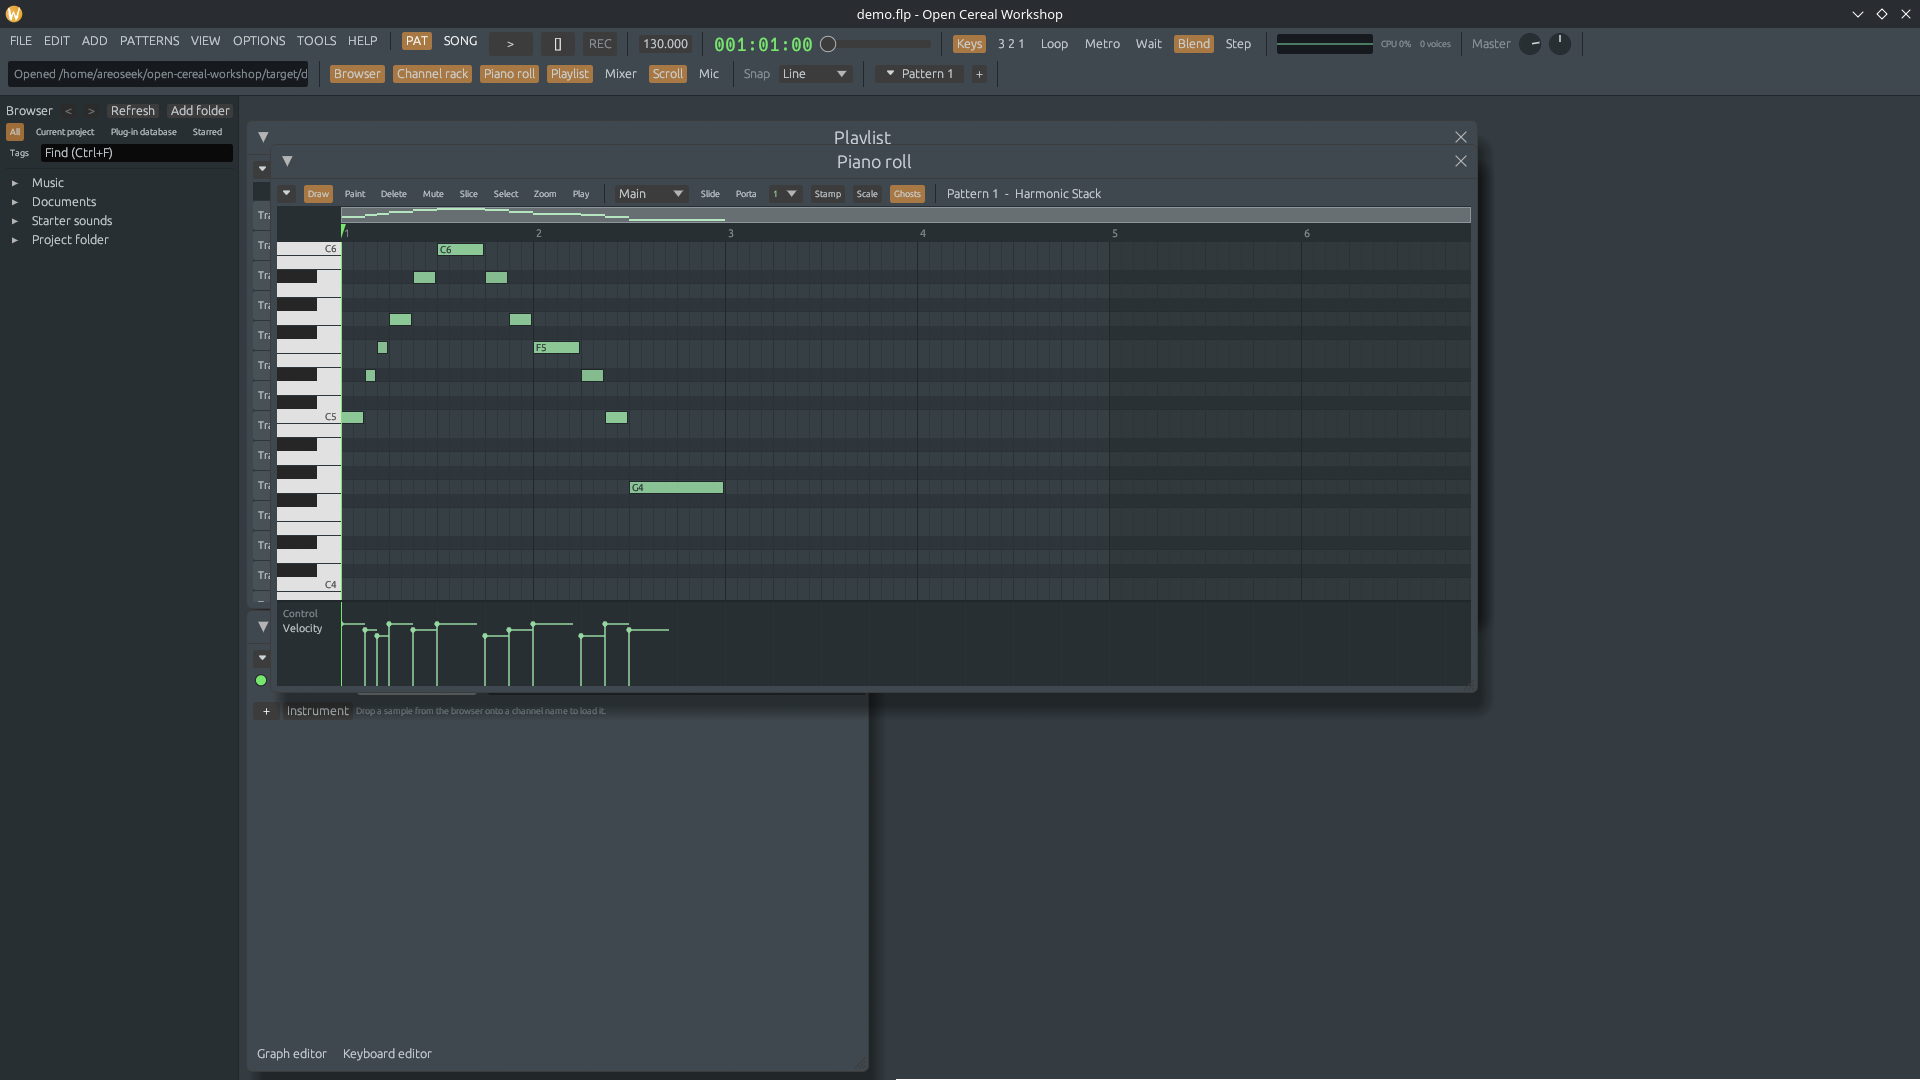 demo.flp - Open Cereal Workshop
FILE EDIT ADD PATTERNS VIEW OPTIONS TOOLS HELP PAT SONG > [] REC 130.000 001:01:00 Keys 3 2 1 Loop Metro Wait Blend Step CPU 0% 0 voices Master
Opened /home/areoseek/open-cereal-workshop/target/d Browser Channel rack Piano roll Playlist Mixer Scroll Mic Snap Line Pattern 1 +
Browser < > Refresh Add folder
All Current project Plug-in database Starred
Tags Find (Ctrl+F)
Music
Documents
Starter sounds
Project folder
Playlist
Piano roll
Draw Paint Delete Mute Slice Select Zoom Play Main Slide Porta 1 Stamp Scale Ghosts Pattern 1 - Harmonic Stack
1 2 3 4 5 6
C6 C6
F5
C5
G4
C4
Control
Velocity
+ Instrument Drop a sample from the browser onto a channel name to load it.
Graph editor Keyboard editor